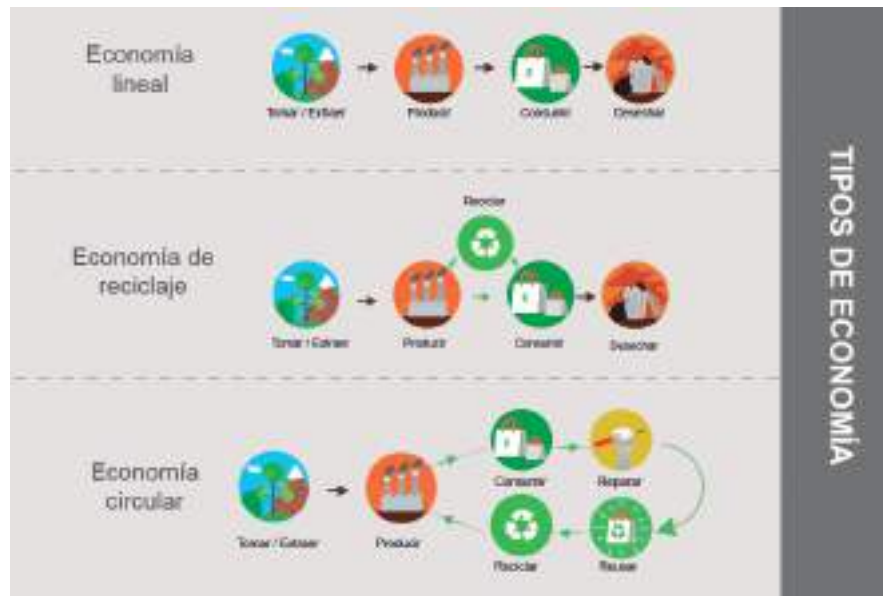 Economía
lineal
Tomar / Extraer
Producir
Consumir
Desechar
Economía de
reciclaje
Reciclar
Tomar / Extraer
Producir
Consumir
Desechar
Economía
circular
Tomar / Extraer
Producir
Consumir
Reparar
Reciclar
Reusar
TIPOS DE ECONOMÍA